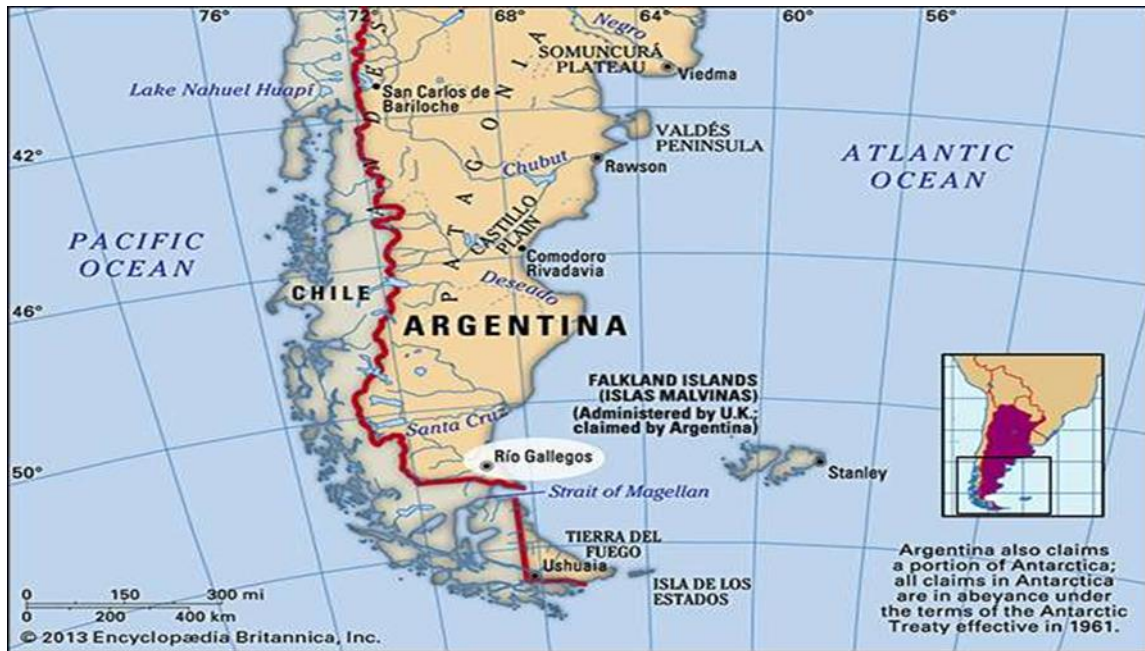 76°
72°
68°
64°
60°
56°
Negro
SOMUNCURÁ
PLATEAU
Viedma
Lake Nahuel Huapí
San Carlos de
Bariloche
ANDES
PATAGONIA
VALDÉS
PENINSULA
Chubut
Rawson
42°
ATLANTIC
OCEAN
PACIFIC
OCEAN
CASTILLO
PLAIN
Comodoro
Rivadavia
Deseado
CHILE
46°
ARGENTINA
FALKLAND ISLANDS
(ISLAS MALVINAS)
(Administered by U.K.;
claimed by Argentina)
Santa Cruz
Río Gallegos
50°
Stanley
Strait of Magellan
TIERRA DEL
FUEGO
Ushuaia
ISLA DE LOS
ESTADOS
Argentina also claims
a portion of Antarctica;
all claims in Antarctica
are in abeyance under
the terms of the Antarctic
Treaty effective in 1961.
0 150 300 mi
0 200 400 km
© 2013 Encyclopædia Britannica, Inc.